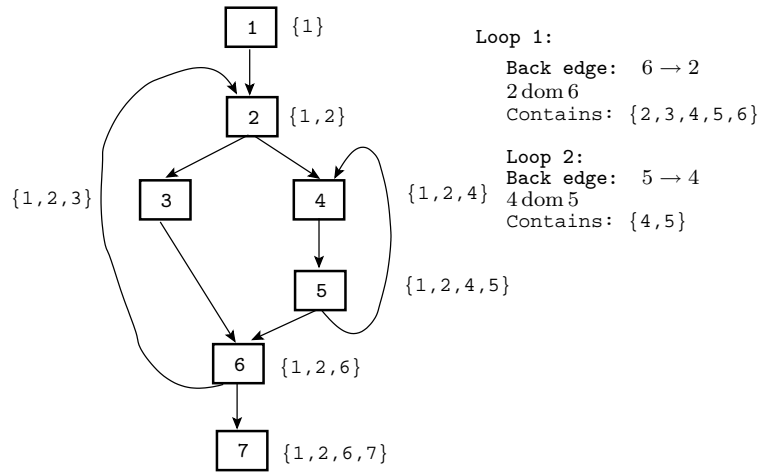 1 {1}
2 {1,2}
{1,2,3} 3 4 {1,2,4}
5 {1,2,4,5}
6 {1,2,6}
7 {1,2,6,7}
Loop 1:
Back edge: 6 → 2
2 dom 6
Contains: {2,3,4,5,6}
Loop 2:
Back edge: 5 → 4
4 dom 5
Contains: {4,5}